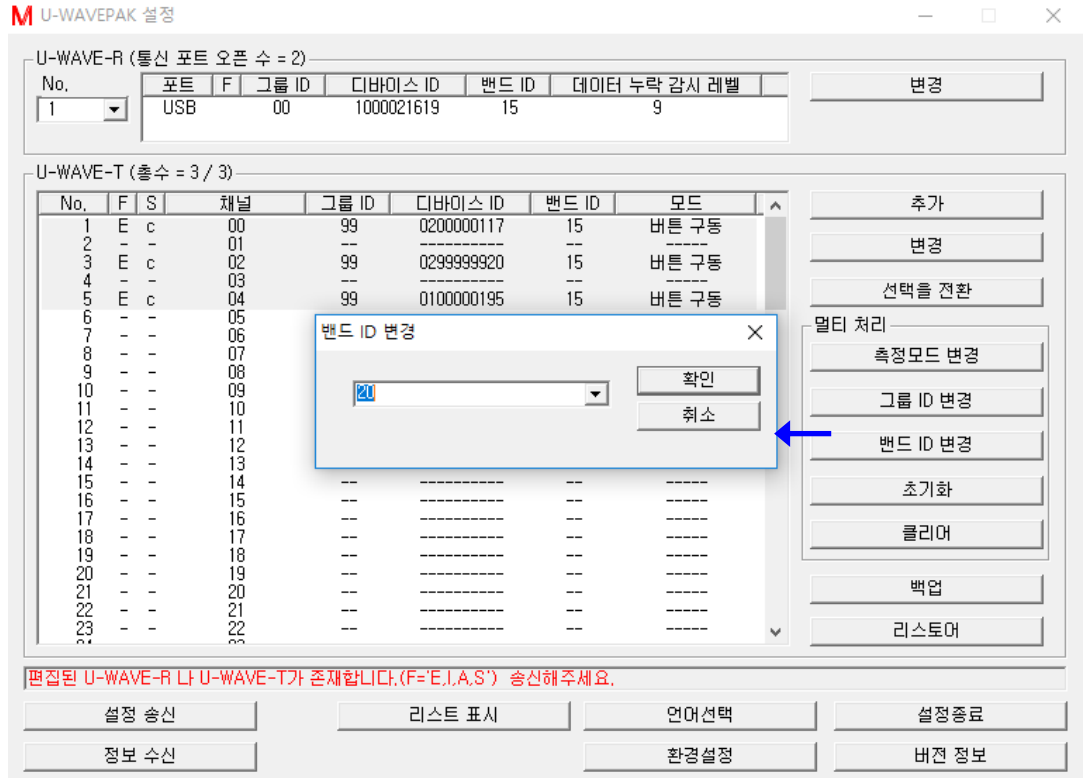 M U-WAVEPAK 설정
U-WAVE-R (통신 포트 오픈 수 = 2)
No. 포트 F 그룹 ID 디바이스 ID 밴드 ID 데이터 누락 감시 레벨 변경
1 USB 00 1000021619 15 9
U-WAVE-T (총수 = 3 / 3)
No. F S 채널 그룹 ID 디바이스 ID 밴드 ID 모드 추가
1 E c 00 99 0200000117 15 버튼 구동
2 - - 01 -- ---------- -- ----- 변경
3 E c 02 99 0299999920 15 버튼 구동
4 - - 03 -- ---------- -- ----- 선택을 전환
5 E c 04 99 0100000195 15 버튼 구동
6 - - 05
밴드 ID 변경
멀티 처리
7 - - 06
8 - - 07 측정모드 변경
9 - - 08
20 확인
10 - - 09 그룹 ID 변경
11 - - 10
취소
12 - - 11
13 - - 12 밴드 ID 변경
14 - - 13
15 - - 14 -- ---------- -- ----- 초기화
16 - - 15 -- ---------- -- -----
17 - - 16 -- ---------- -- -----
18 - - 17 -- ---------- -- ----- 클리어
19 - - 18 -- ---------- -- -----
20 - - 19 -- ---------- -- -----
21 - - 20 -- ---------- -- ----- 백업
22 - - 21 -- ---------- -- -----
23 - - 22 -- ---------- -- ----- 리스토어
편집된 U-WAVE-R 나 U-WAVE-T가 존재합니다.(F='E,I,A,S') 송신해주세요.
설정 송신 리스트 표시 언어선택 설정종료
정보 수신 환경설정 버전 정보